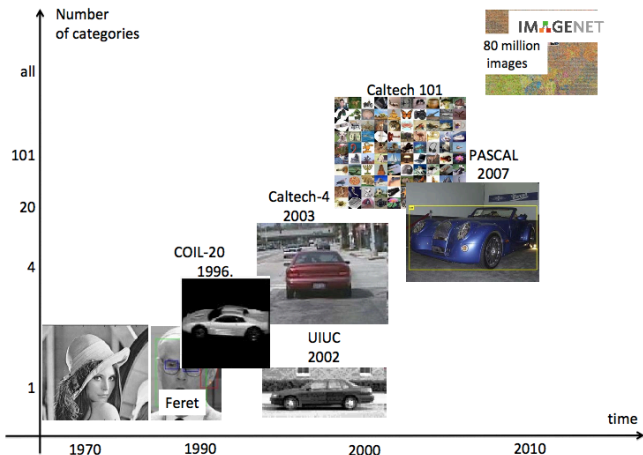 Number
of categories
IMAGENET
80 million
images
all
Caltech 101
101
PASCAL
2007
20
Caltech-4
2003
COIL-20
1996.
4
UIUC
2002
1
Feret
time
1970
1990
2000
2010